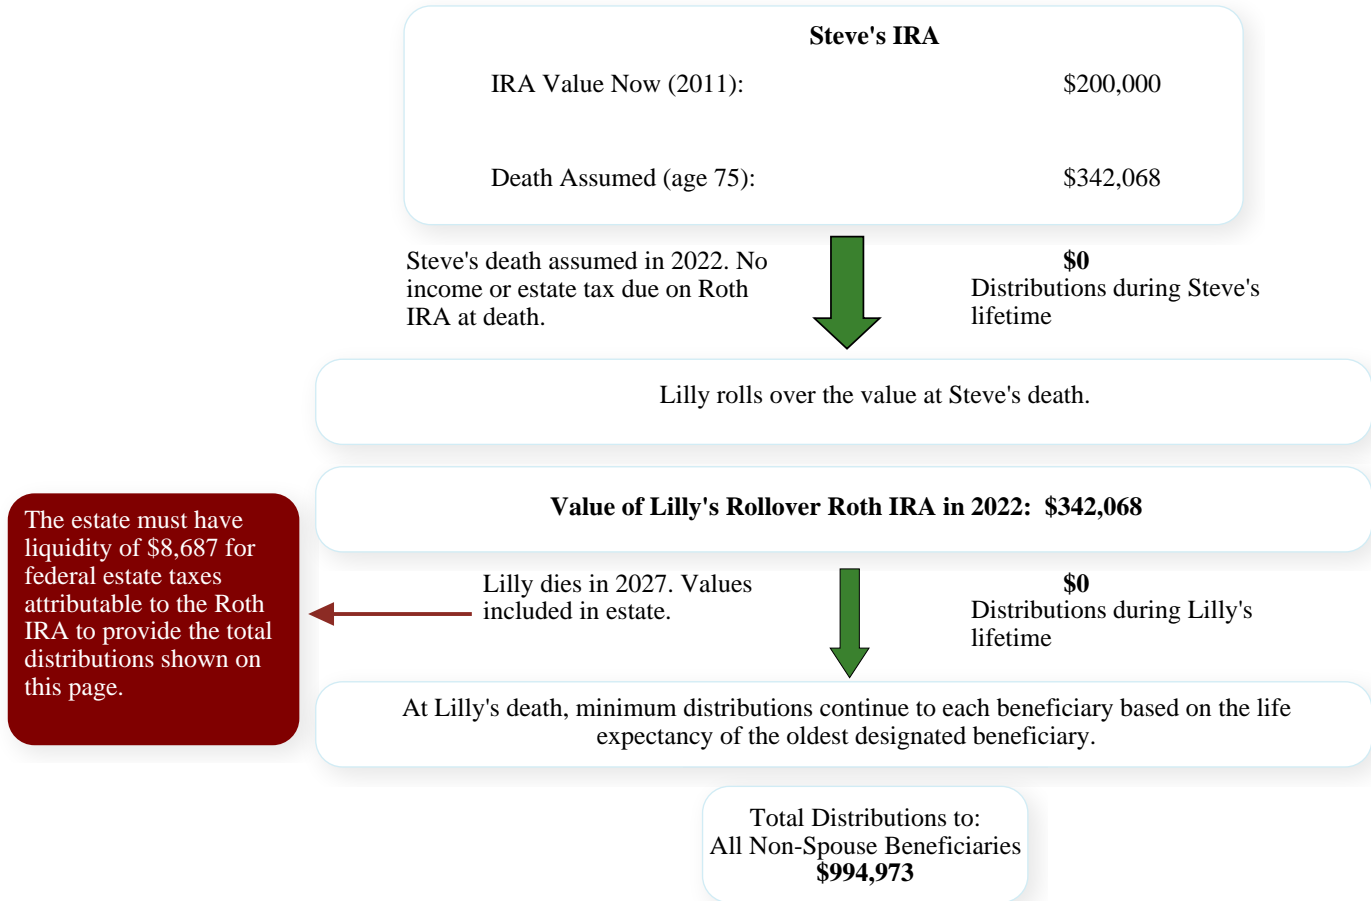 Steve's IRA
IRA Value Now (2011): $200,000
Death Assumed (age 75): $342,068
Steve's death assumed in 2022. No
income or estate tax due on Roth
IRA at death.
$0
Distributions during Steve's
lifetime
Lilly rolls over the value at Steve's death.
Value of Lilly's Rollover Roth IRA in 2022: $342,068
The estate must have
liquidity of $8,687 for
federal estate taxes
attributable to the Roth
IRA to provide the total
distributions shown on
this page.
Lilly dies in 2027. Values
included in estate.
$0
Distributions during Lilly's
lifetime
At Lilly's death, minimum distributions continue to each beneficiary based on the life
expectancy of the oldest designated beneficiary.
Total Distributions to:
All Non-Spouse Beneficiaries
$994,973